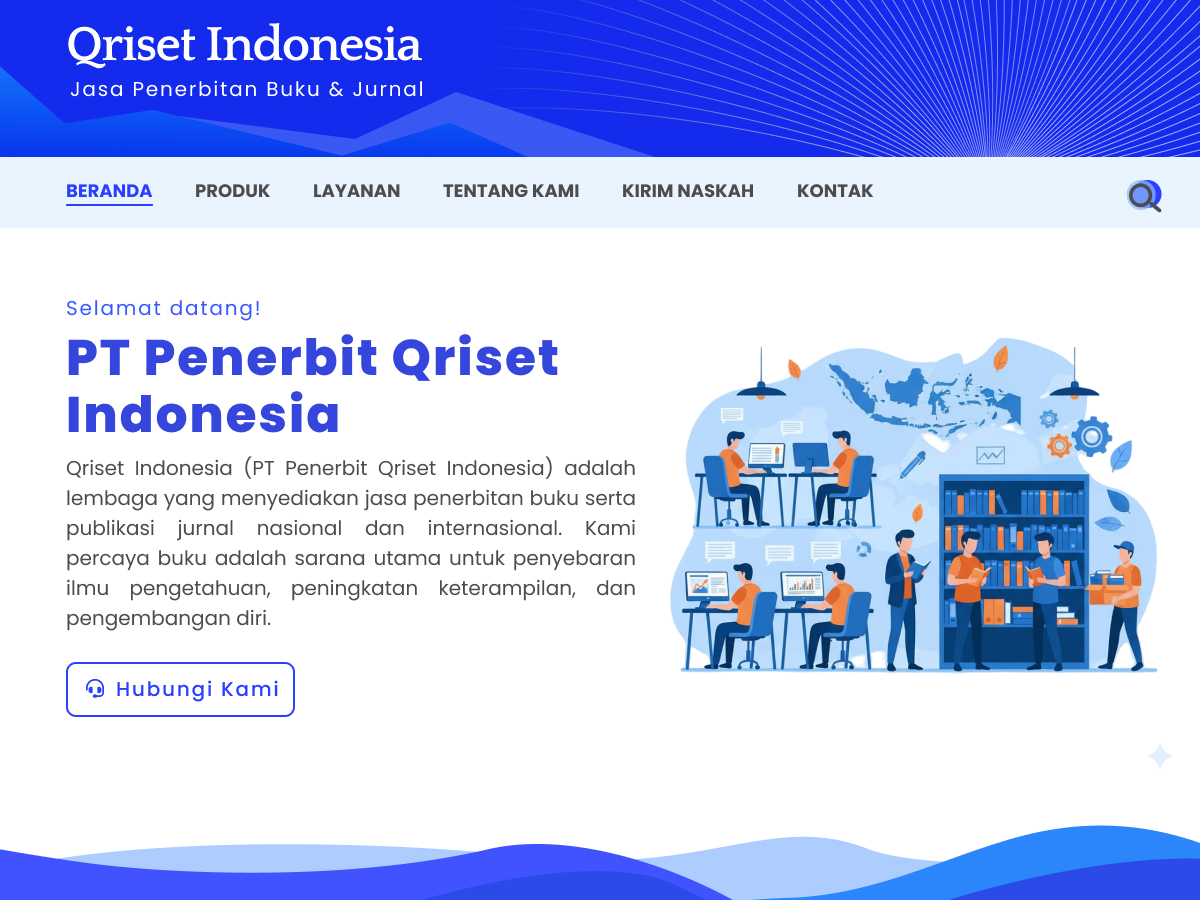 Qriset Indonesia
Jasa Penerbitan Buku & Jurnal
BERANDA PRODUK LAYANAN TENTANG KAMI KIRIM NASKAH KONTAK
Selamat datang!
PT Penerbit Qriset
Indonesia
Qriset Indonesia (PT Penerbit Qriset Indonesia) adalah
lembaga yang menyediakan jasa penerbitan buku serta
publikasi jurnal nasional dan internasional. Kami
percaya buku adalah sarana utama untuk penyebaran
ilmu pengetahuan, peningkatan keterampilan, dan
pengembangan diri.
Hubungi Kami